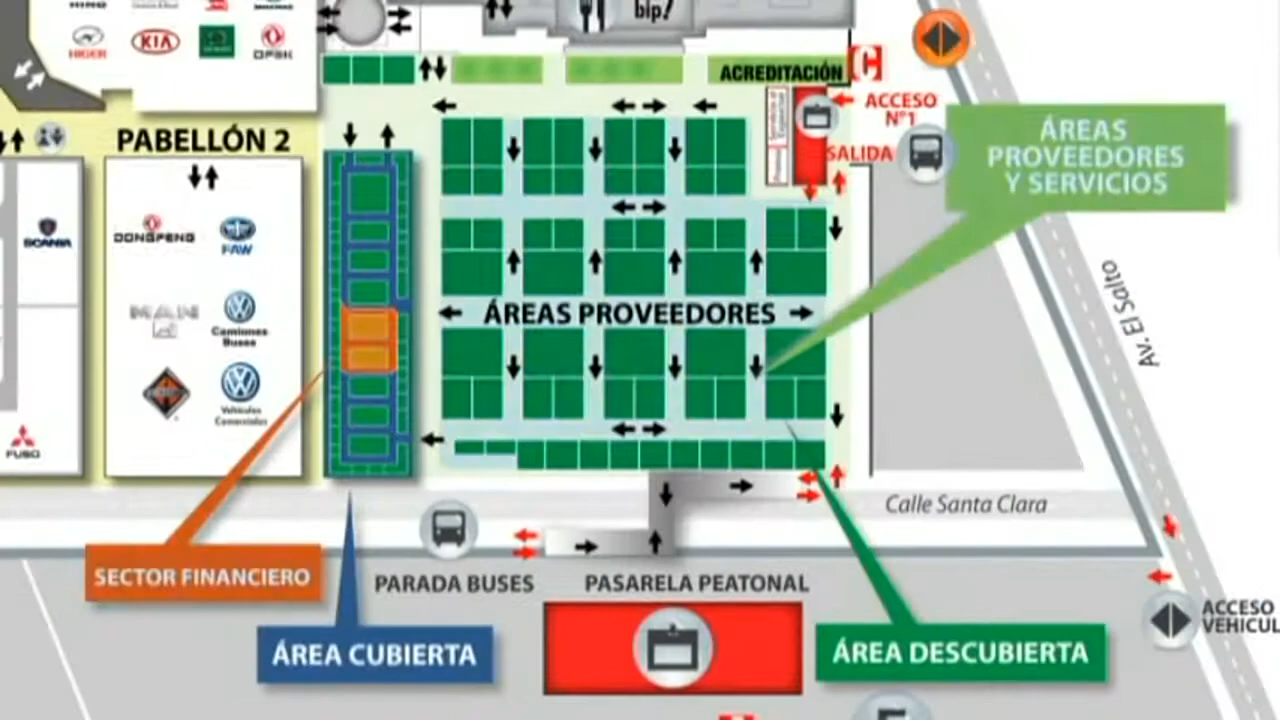 HINO
bip!
HIGER
KIA
C
ACREDITACIÓN
ACCESO
N°1
SALIDA
ÁREAS
PROVEEDORES
Y SERVICIOS
PABELLÓN 2
SCANIA
DONGFENG
FAW
MAN
Camiones
Buses
Vehículos
Comerciales
FUSO
ÁREAS PROVEEDORES
Av. El Salto
Calle Santa Clara
SECTOR FINANCIERO
PARADA BUSES
PASARELA PEATONAL
ACCESO
VEHICUL
ÁREA CUBIERTA
ÁREA DESCUBIERTA